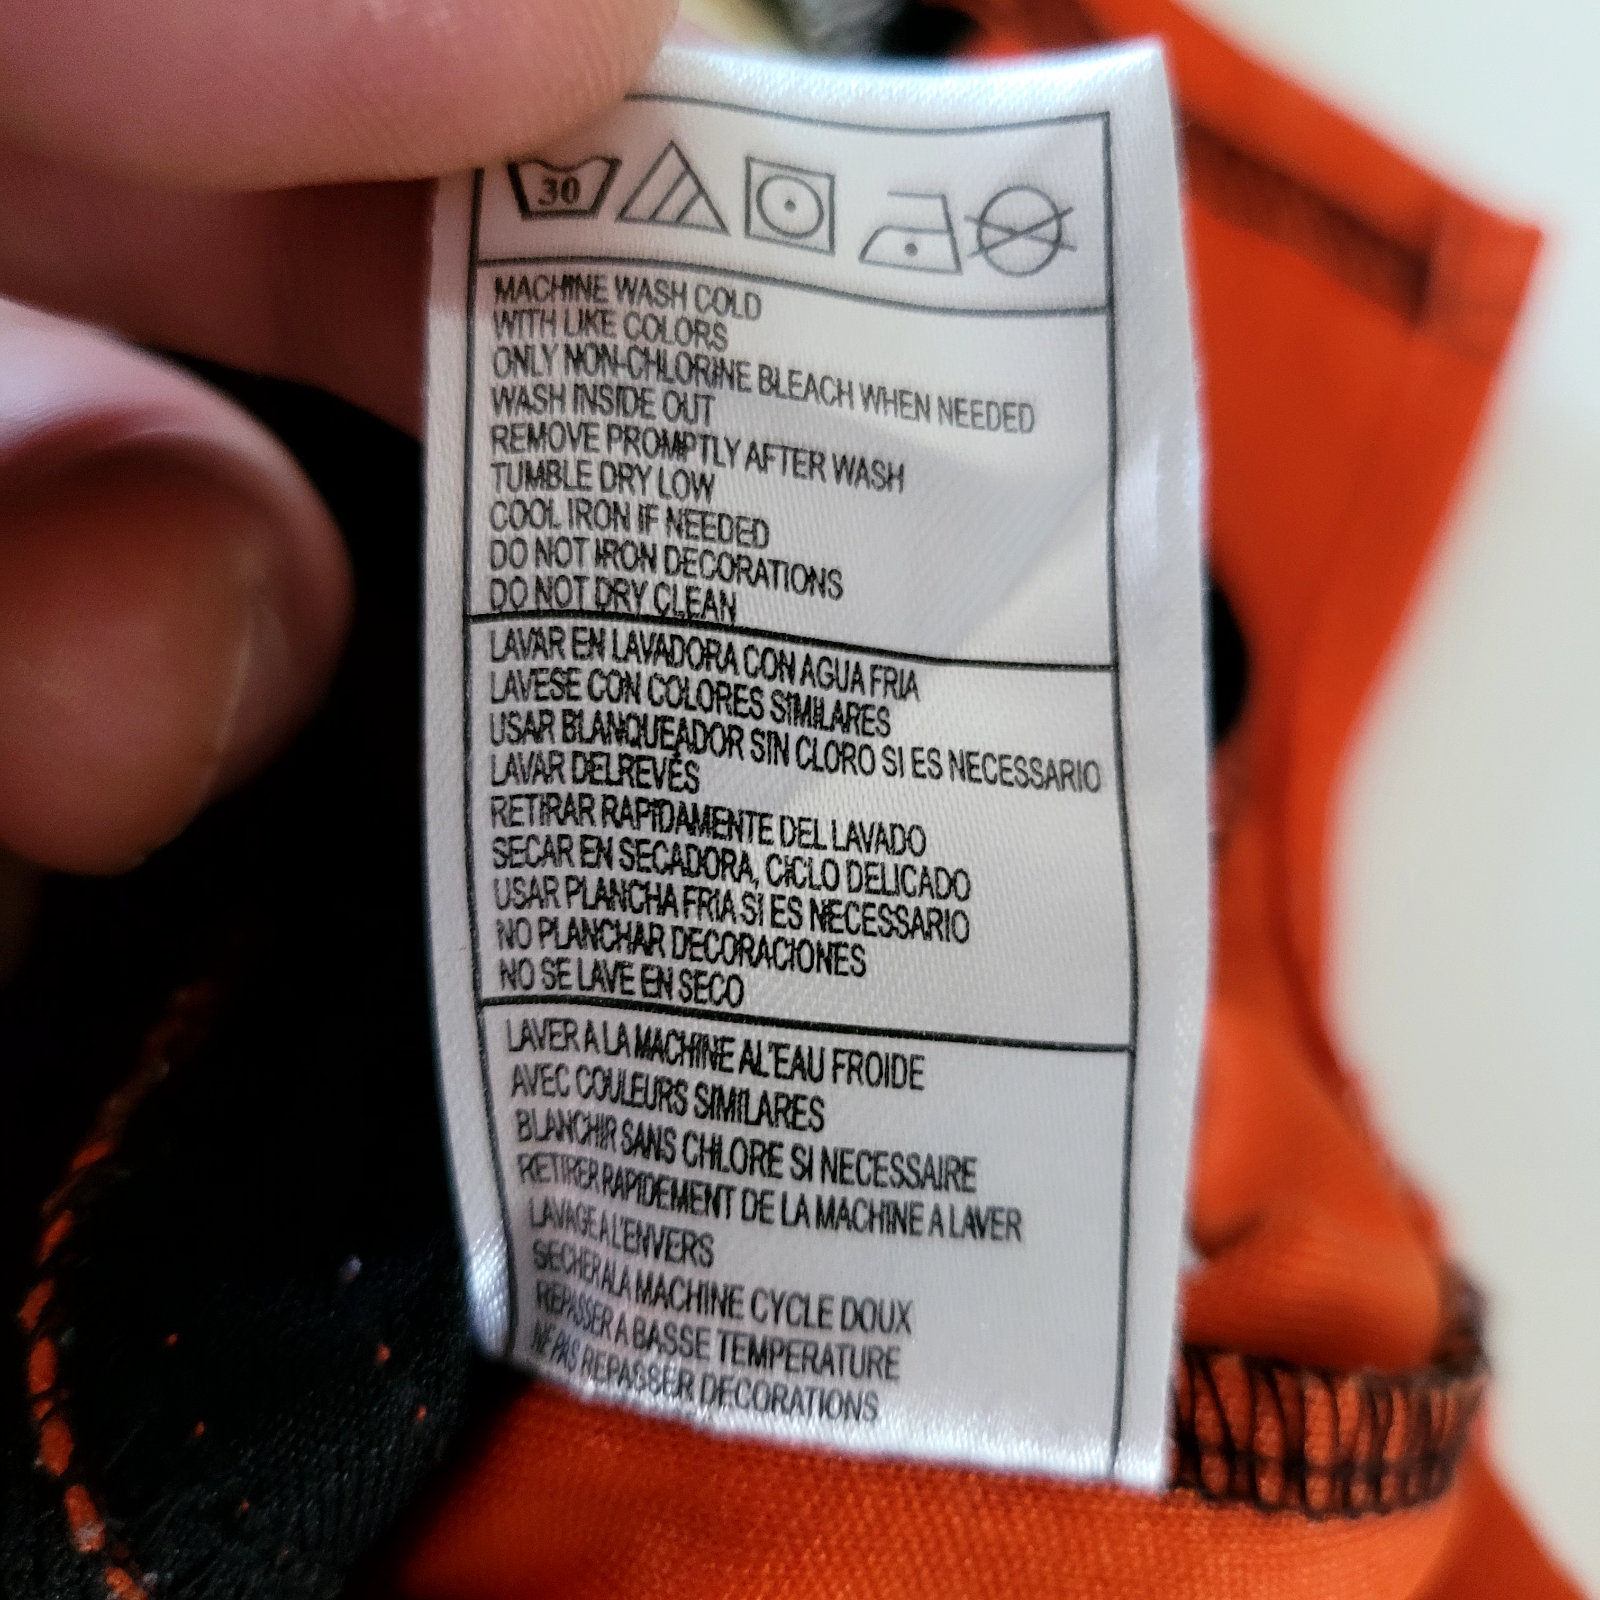 30
MACHINE WASH COLD
WITH LIKE COLORS
ONLY NON-CHLORINE BLEACH WHEN NEEDED
WASH INSIDE OUT
REMOVE PROMPTLY AFTER WASH
TUMBLE DRY LOW
COOL IRON IF NEEDED
DO NOT IRON DECORATIONS
DO NOT DRY CLEAN
LAVAR EN LAVADORA CON AGUA FRIA
LAVESE CON COLORES SIMILARES
USAR BLANQUEADOR SIN CLORO SI ES NECESSARIO
LAVAR DELREVÉS
RETIRAR RAPIDAMENTE DEL LAVADO
SECAR EN SECADORA, CICLO DELICADO
USAR PLANCHA FRIA SI ES NECESSARIO
NO PLANCHAR DECORACIONES
NO SE LAVE EN SECO
LAVER A LA MACHINE A L'EAU FROIDE
AVEC COULEURS SIMILARES
BLANCHIR SANS CHLORE SI NECESSAIRE
RETIRER RAPIDEMENT DE LA MACHINE A LAVER
LAVAGE A L'ENVERS
SECHER A LA MACHINE CYCLE DOUX
REPASSER A BASSE TEMPERATURE
NE PAS REPASSER DECORATIONS